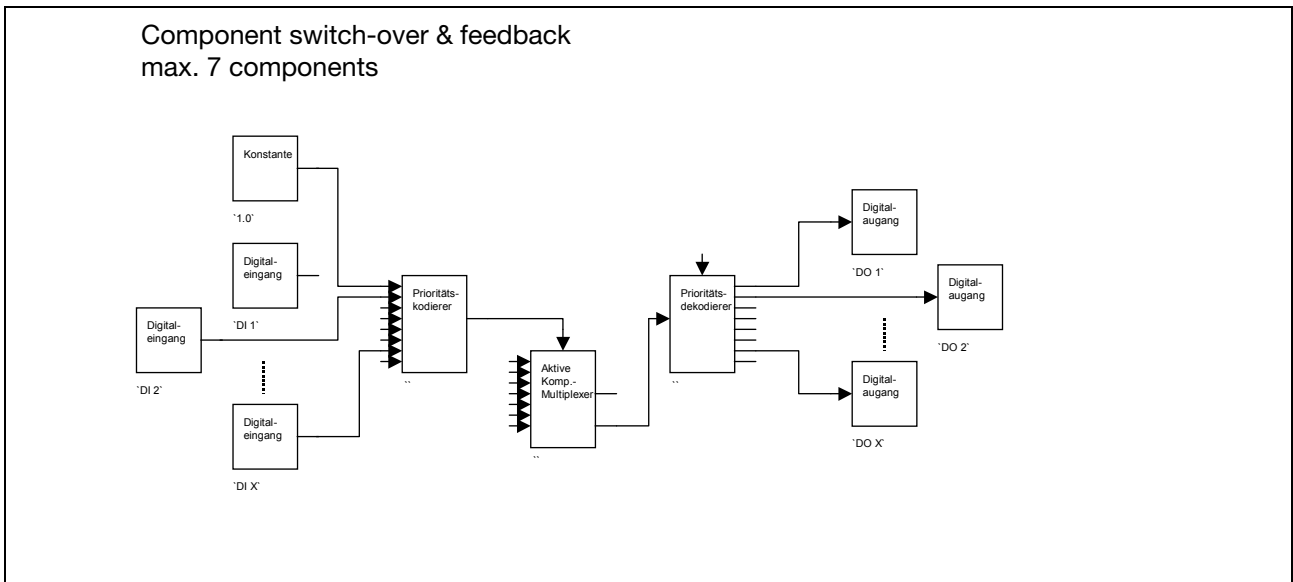 Component switch-over & feedback
max. 7 components
Konstante
`1.0`
Digital-
eingang
`DI 1`
Digital-
eingang
`DI 2`
Digital-
eingang
`DI X`
Prioritäts-
kodierer
``
Aktive
Komp.-
Multiplexer
``
Prioritäts-
dekodierer
``
Digital-
augang
`DO 1`
Digital-
augang
`DO 2`
Digital-
augang
`DO X`